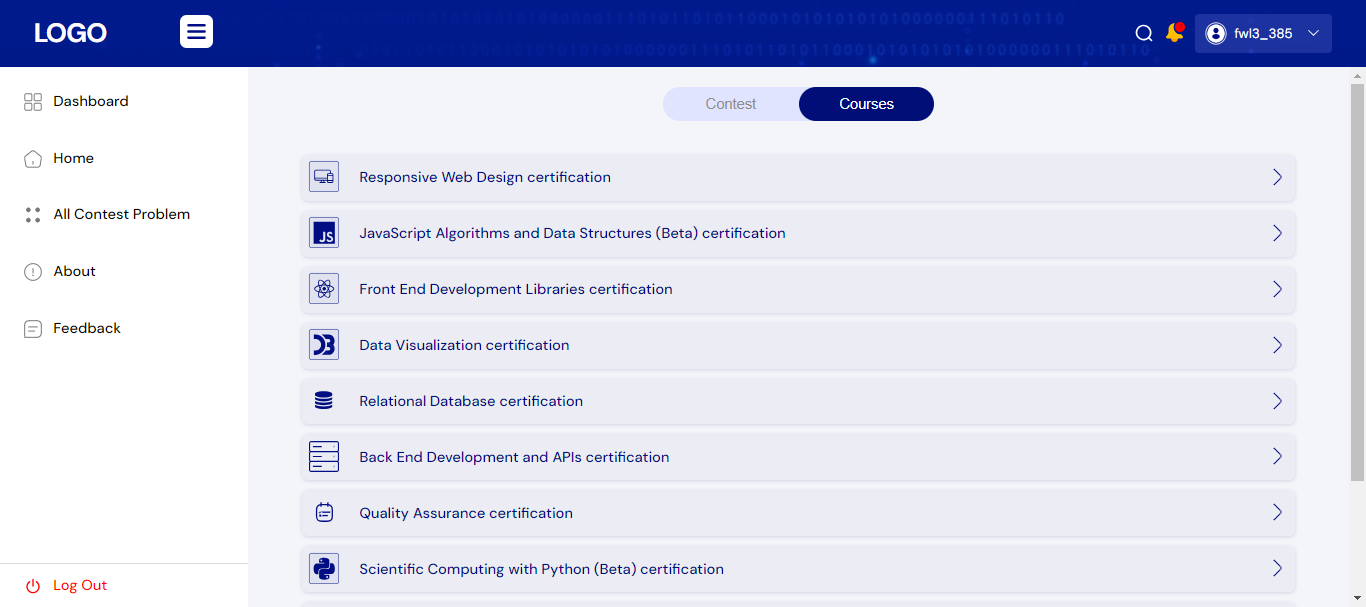 LOGO
fwl3_385
Dashboard
Home
All Contest Problem
About
Feedback
Log Out
Contest
Courses
Responsive Web Design certification
JS
JavaScript Algorithms and Data Structures (Beta) certification
Front End Development Libraries certification
Data Visualization certification
Relational Database certification
Back End Development and APIs certification
Quality Assurance certification
Scientific Computing with Python (Beta) certification